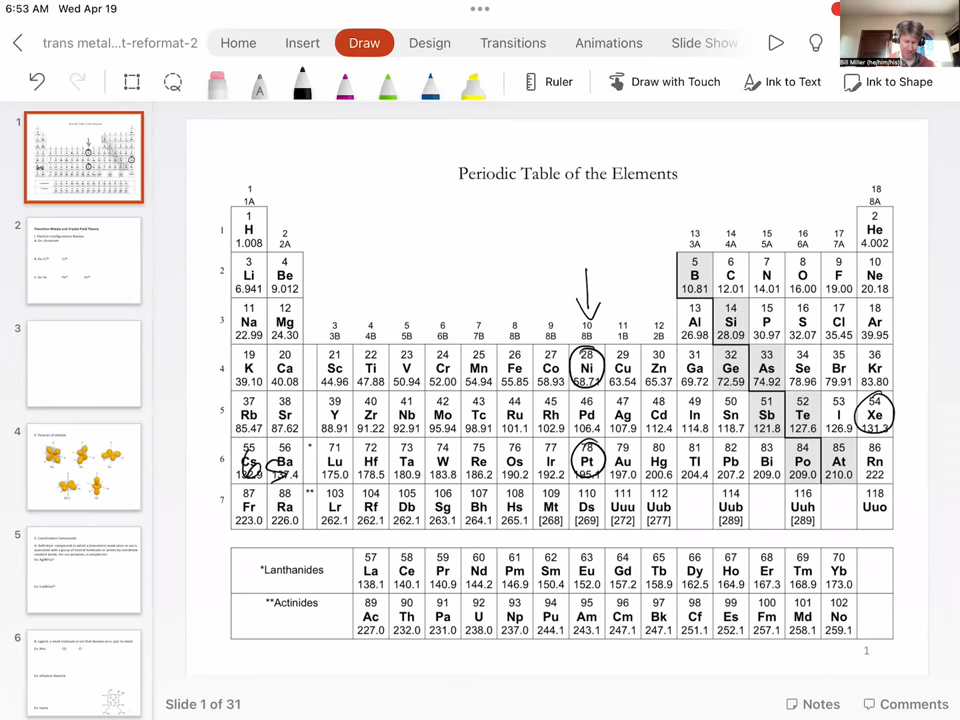 6:53 AM Wed Apr 19
trans metal...t-reformat-2
Home Insert Draw Design Transitions Animations Slide Show
Bill Miller (he/him/his)
Ruler Draw with Touch Ink to Text Ink to Shape
Periodic Table of the Elements
1 18
1A 8A
1 1 2
H 2 13 14 15 16 17 He
1.008 2A 3A 4A 5A 6A 7A 4.002
2 3 4 5 6 7 8 9 10
Li Be B C N O F Ne
6.941 9.012 10.81 12.01 14.01 16.00 19.00 20.18
3 11 12 13 14 15 16 17 18
Na Mg 3 4 5 6 7 8 9 10 11 12 Al Si P S Cl Ar
22.99 24.30 3B 4B 5B 6B 7B 8B 8B 8B 1B 2B 26.98 28.09 30.97 32.07 35.45 39.95
4 19 20 21 22 23 24 25 26 27 28 29 30 31 32 33 34 35 36
K Ca Sc Ti V Cr Mn Fe Co Ni Cu Zn Ga Ge As Se Br Kr
39.10 40.08 44.96 47.88 50.94 52.00 54.94 55.85 58.93 58.71 63.54 65.37 69.72 72.59 74.92 78.96 79.91 83.80
5 37 38 39 40 41 42 43 44 45 46 47 48 49 50 51 52 53 54
Rb Sr Y Zr Nb Mo Tc Ru Rh Pd Ag Cd In Sn Sb Te I Xe
85.47 87.62 88.91 91.22 92.91 95.94 98.91 101.1 102.9 106.4 107.9 112.4 114.8 118.7 121.8 127.6 126.9 131.3
6 55 56 * 71 72 73 74 75 76 77 78 79 80 81 82 83 84 85 86
Cs Ba Lu Hf Ta W Re Os Ir Pt Au Hg Tl Pb Bi Po At Rn
132.9 137.4 175.0 178.5 180.9 183.8 186.2 190.2 192.2 195.1 197.0 200.6 204.4 207.2 209.0 209.0 210.0 222
6s
7 87 88 ** 103 104 105 106 107 108 109 110 111 112 114 116 118
Fr Ra Lr Rf Db Sg Bh Hs Mt Ds Uuu Uub Uub Uuh Uuo
223.0 226.0 262.1 261.1 262.1 263.1 264.1 265.1 [268] [269] [272] [277] [289] [289]
57 58 59 60 61 62 63 64 65 66 67 68 69 70
*Lanthanides La Ce Pr Nd Pm Sm Eu Gd Tb Dy Ho Er Tm Yb
138.1 140.1 140.9 144.2 146.9 150.4 152.0 157.2 158.9 162.5 164.9 167.3 168.9 173.0
89 90 91 92 93 94 95 96 97 98 99 100 101 102
**Actinides Ac Th Pa U Np Pu Am Cm Bk Cf Es Fm Md No
227.0 232.0 231.0 238.0 237.0 244.1 243.1 247.1 247.1 251.1 252.1 257.1 258.1 259.1
1
1
2
Transition Metals and Crystal Field Theory
3
4
5
6
Slide 1 of 31 Notes Comments